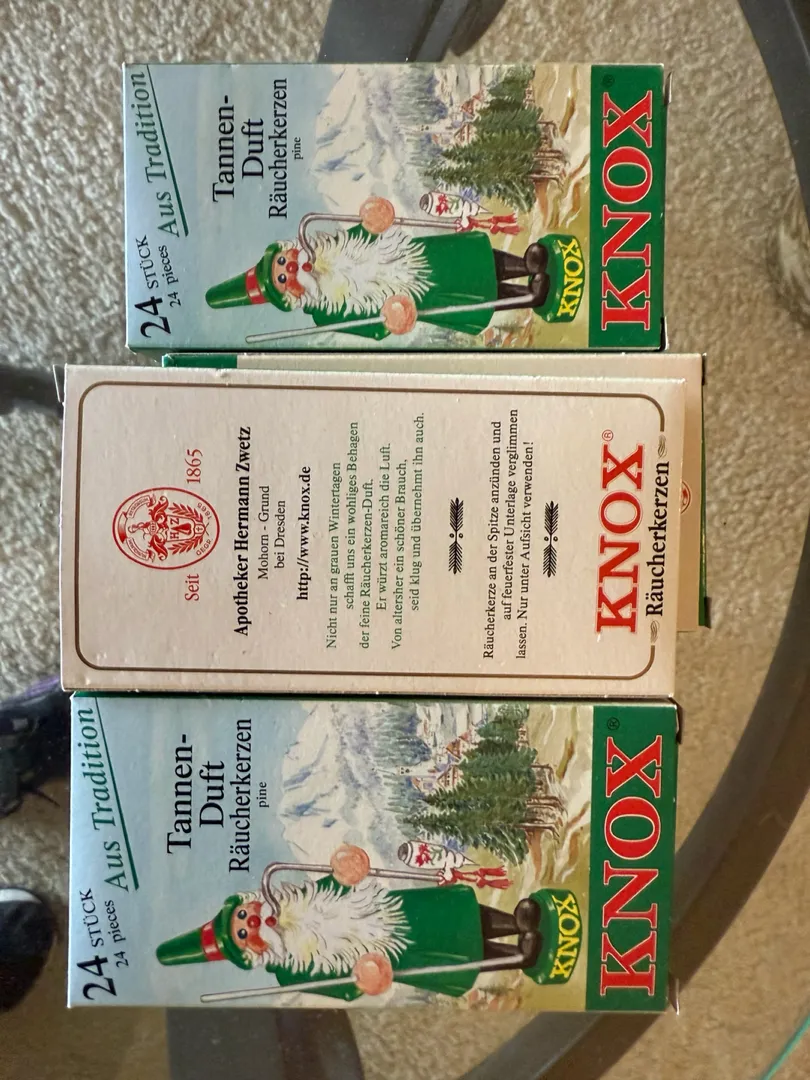 24 STÜCK
24 pieces
Aus Tradition
Tannen-
Duft
Räucherkerzen
pine
KNOX
KNOX®
Seit 1865
HZ
Apotheker Hermann Zwetz
Mohorn - Grund
bei Dresden
http://www.knox.de
Nicht nur an grauen Wintertagen
schafft uns ein wohliges Behagen
der feine Räucherkerzen-Duft.
Er würzt aromareich die Luft.
Von altersher ein schöner Brauch,
seid klug und übernehmt ihn auch.
Räucherkerze an der Spitze anzünden und
auf feuerfester Unterlage verglimmen
lassen. Nur unter Aufsicht verwenden!
KNOX®
Räucherkerzen
24 STÜCK
24 pieces
Aus Tradition
Tannen-
Duft
Räucherkerzen
pine
KNOX
KNOX®